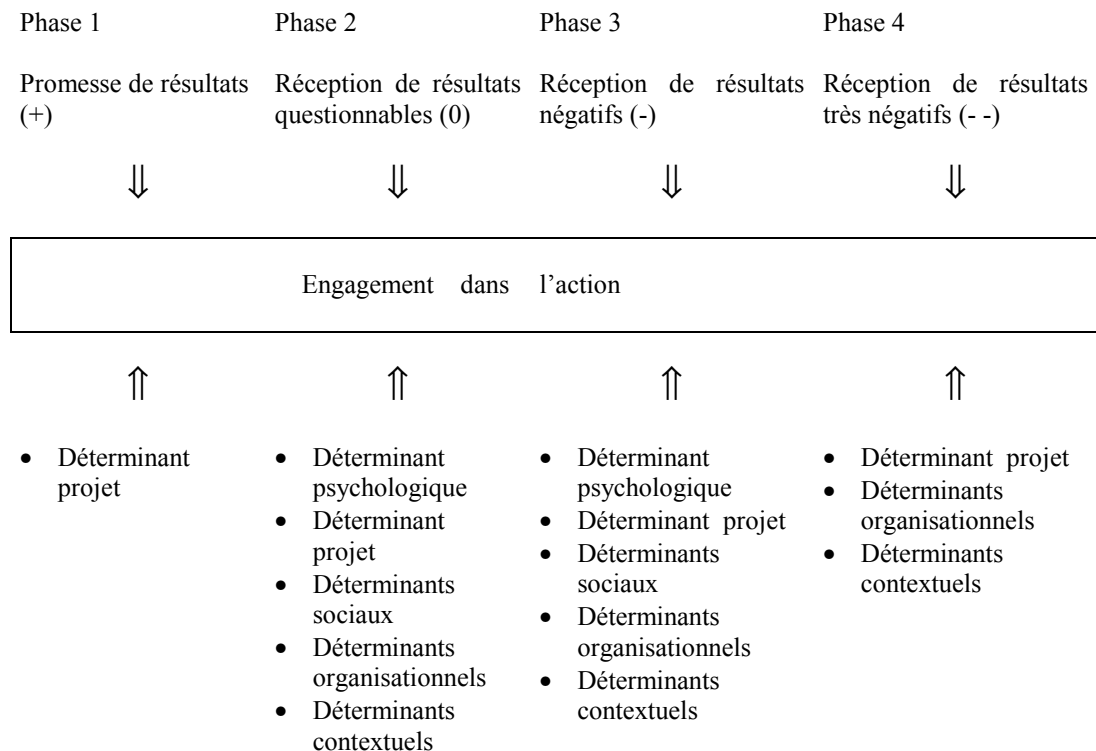 Phase 1
Promesse de résultats
(+)
Phase 2
Réception de résultats
questionnables (0)
Phase 3
Réception de résultats
négatifs (-)
Phase 4
Réception de résultats
très négatifs (- -)
⇓ ⇓ ⇓ ⇓
Engagement dans l’action
⇑ ⇑ ⇑ ⇑
• Déterminant
projet
• Déterminant
psychologique
• Déterminant
projet
• Déterminants
sociaux
• Déterminants
organisationnels
• Déterminants
contextuels
• Déterminant
psychologique
• Déterminant projet
• Déterminants
sociaux
• Déterminants
organisationnels
• Déterminants
contextuels
• Déterminant projet
• Déterminants
organisationnels
• Déterminants
contextuels